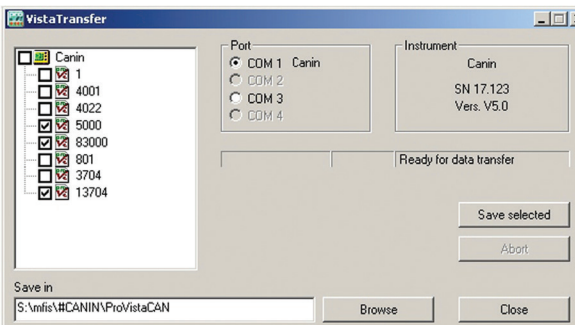 VistaTransfer
Canin
1
4001
4022
5000
83000
801
3704
13704
Port
COM 1 Canin
COM 2
COM 3
COM 4
Instrument
Canin
SN 17.123
Vers. V5.0
Ready for data transfer
Save selected
Abort
Save in
S:\mfis\#CANIN\ProVistaCAN
Browse
Close